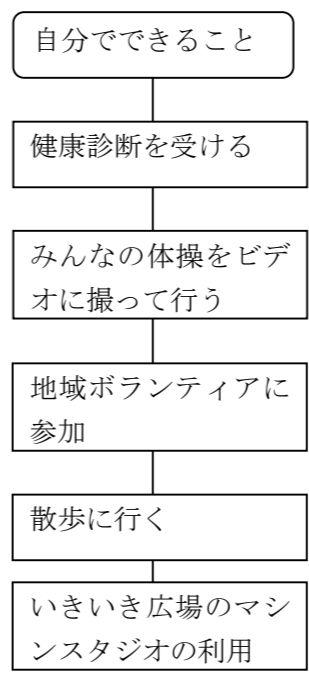 自分でできること
健康診断を受ける
みんなの体操をビデ
オに撮って行う
地域ボランティアに
参加
散歩に行く
いきいき広場のマシ
ンスタジオの利用